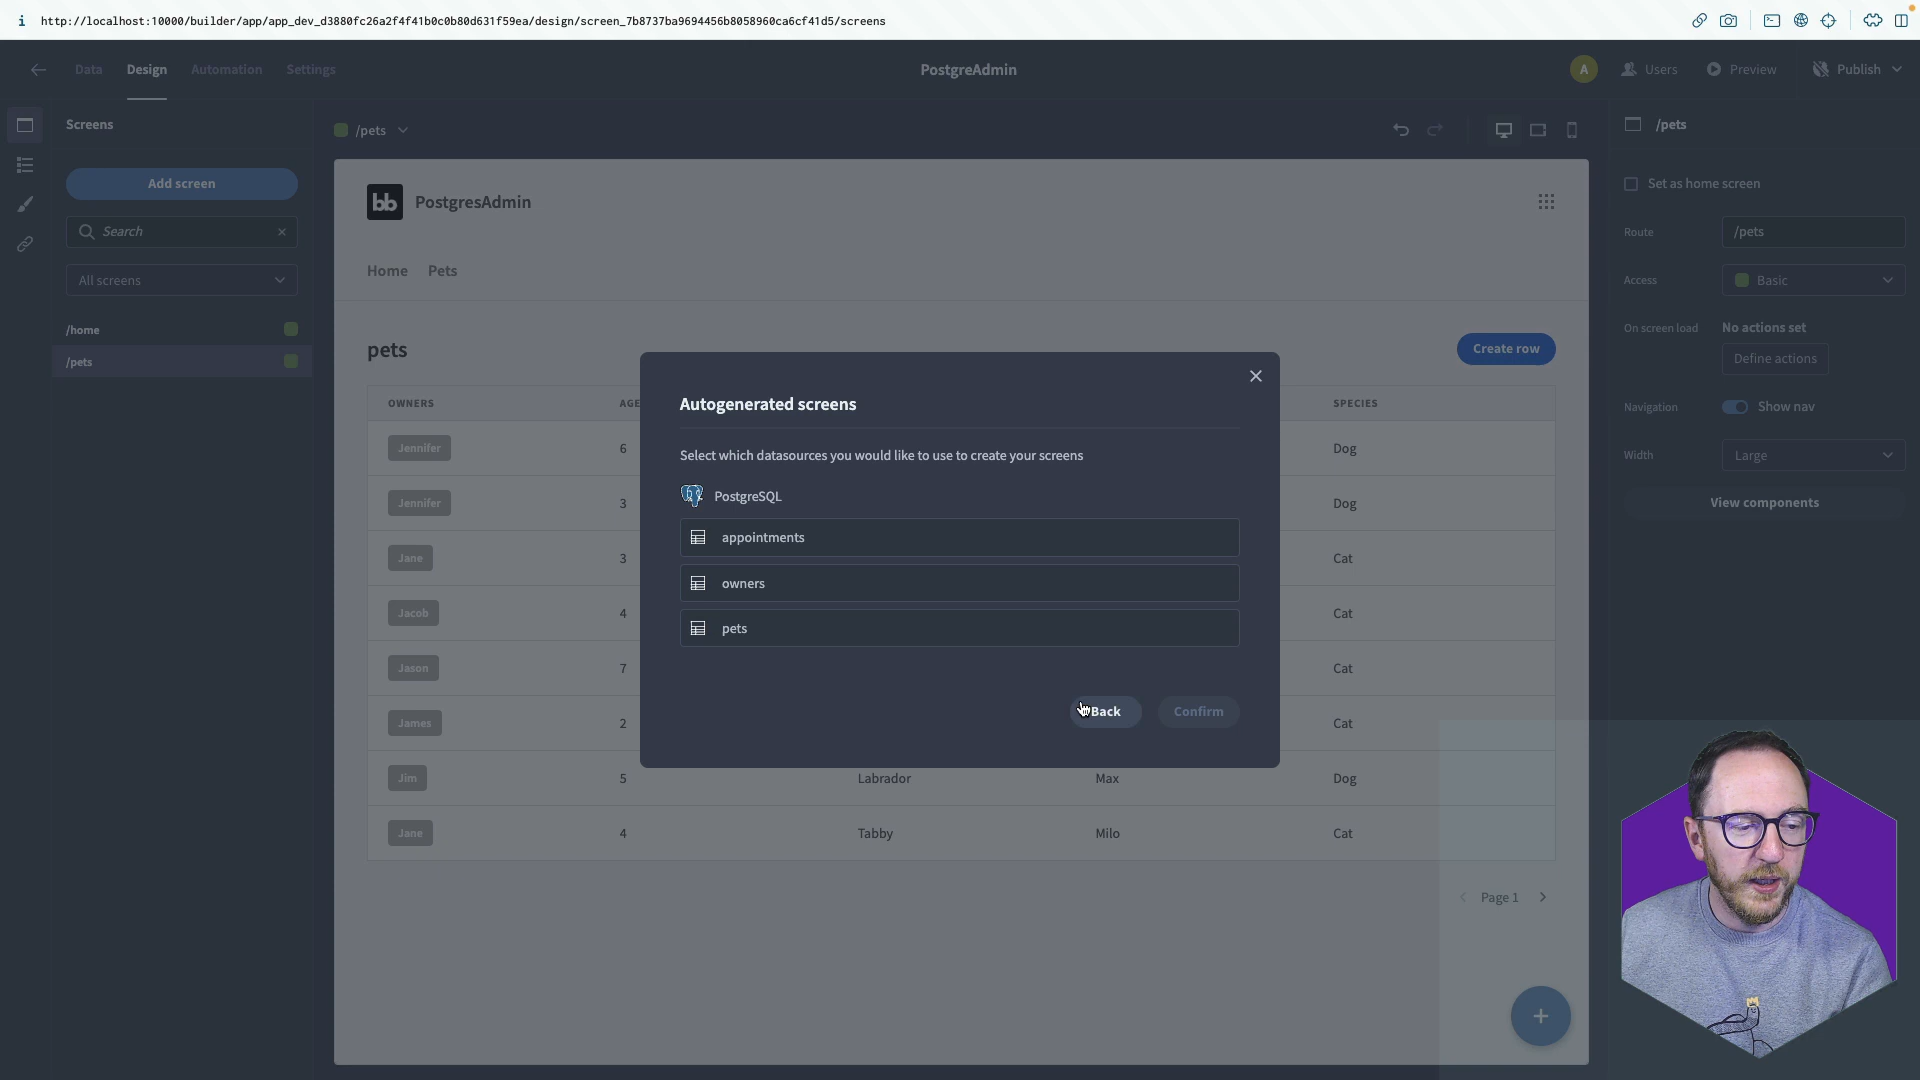 i http://localhost:10000/builder/app/app_dev_d3880fc26a2f4f41b0c0b80d631f59ea/design/screen_7b8737ba9694456b8058960ca6cf41d5/screens
Data Design Automation Settings
PostgreAdmin
A Users Preview Publish
Screens
/pets
/pets
Add screen
Set as home screen
bb PostgresAdmin
Search
Route /pets
Home Pets
All screens
Access Basic
/home
On screen load No actions set
/pets
pets
Create row
Define actions
OWNERS AGE SPECIES
Navigation Show nav
Autogenerated screens
Jennifer 6 Dog
Select which datasources you would like to use to create your screens
Width Large
PostgreSQL
Jennifer 3 Dog
View components
appointments
Jane 3 Cat
owners
Jacob 4 Cat
pets
Jason 7 Cat
Back Confirm
James 2 Cat
Jim 5 Labrador Max Dog
Jane 4 Tabby Milo Cat
Page 1